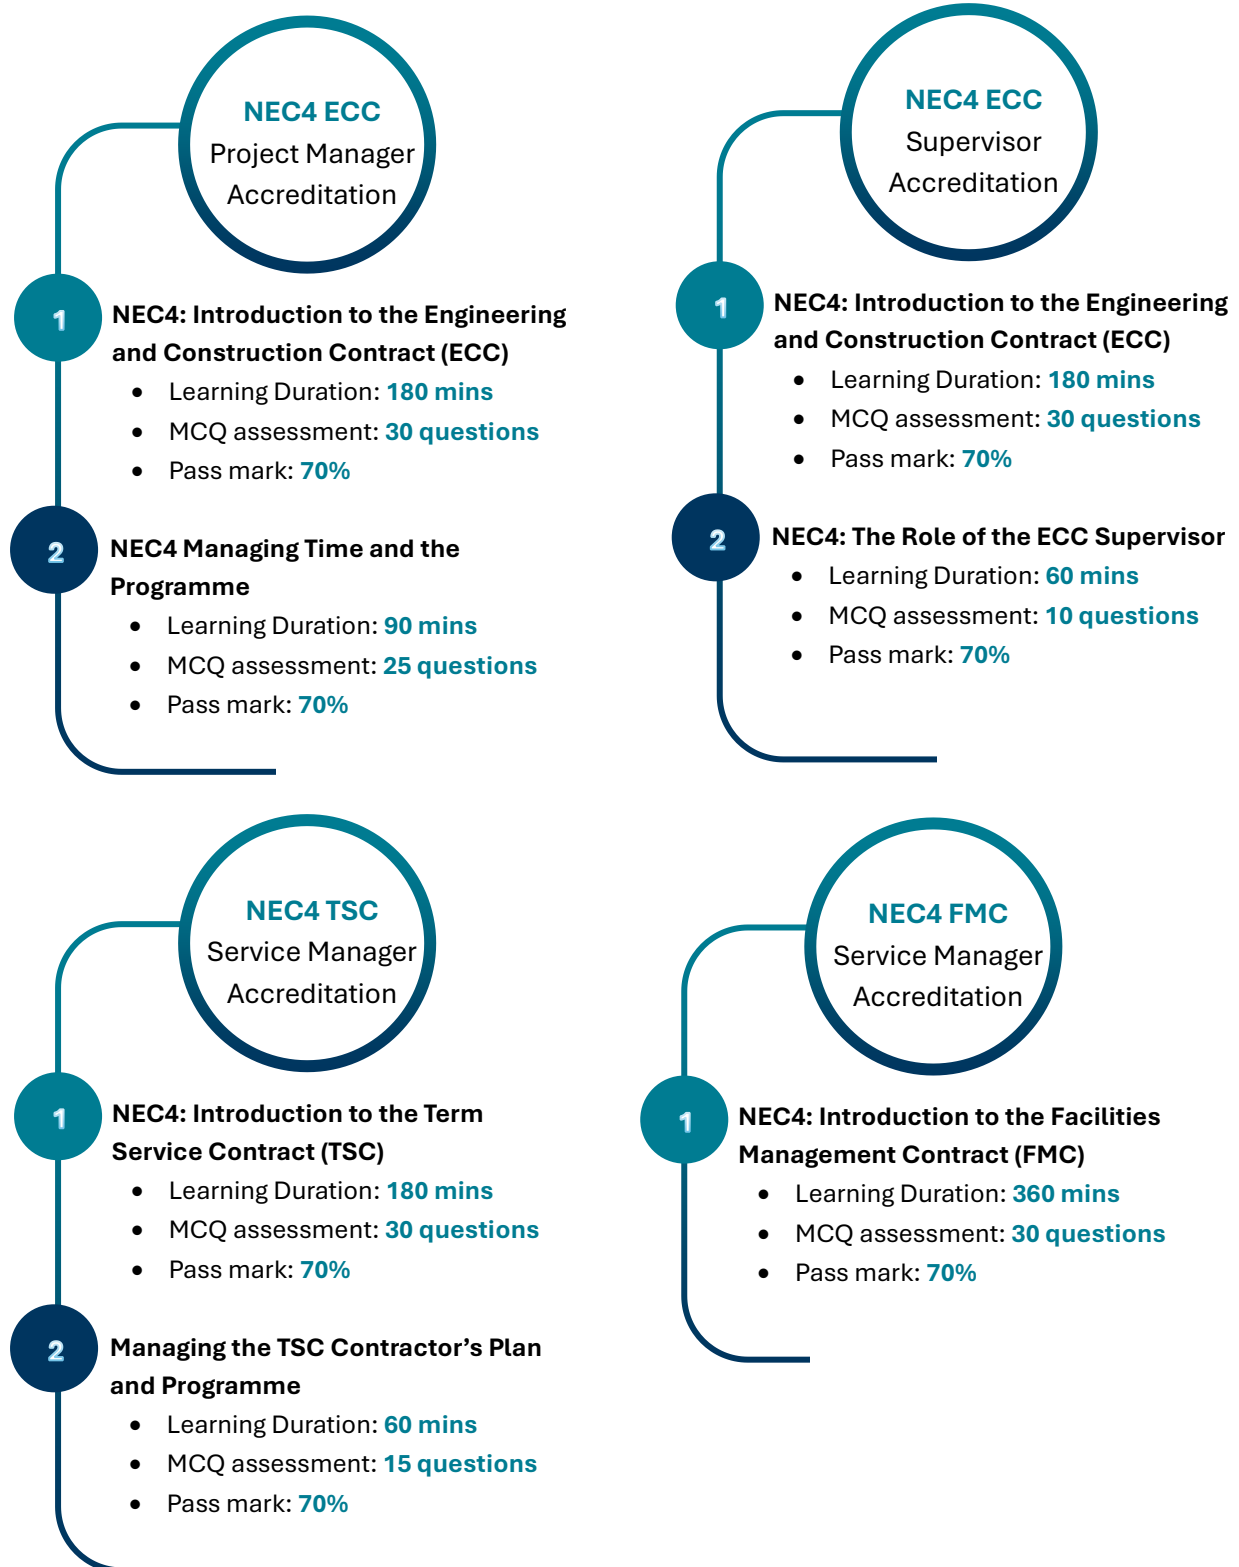 NEC4 ECC
Project Manager
Accreditation
1
NEC4: Introduction to the Engineering
and Construction Contract (ECC)
• Learning Duration: 180 mins
• MCQ assessment: 30 questions
• Pass mark: 70%
2
NEC4 Managing Time and the
Programme
• Learning Duration: 90 mins
• MCQ assessment: 25 questions
• Pass mark: 70%
NEC4 ECC
Supervisor
Accreditation
1
NEC4: Introduction to the Engineering
and Construction Contract (ECC)
• Learning Duration: 180 mins
• MCQ assessment: 30 questions
• Pass mark: 70%
2
NEC4: The Role of the ECC Supervisor
• Learning Duration: 60 mins
• MCQ assessment: 10 questions
• Pass mark: 70%
NEC4 TSC
Service Manager
Accreditation
1
NEC4: Introduction to the Term
Service Contract (TSC)
• Learning Duration: 180 mins
• MCQ assessment: 30 questions
• Pass mark: 70%
2
Managing the TSC Contractor’s Plan
and Programme
• Learning Duration: 60 mins
• MCQ assessment: 15 questions
• Pass mark: 70%
NEC4 FMC
Service Manager
Accreditation
1
NEC4: Introduction to the Facilities
Management Contract (FMC)
• Learning Duration: 360 mins
• MCQ assessment: 30 questions
• Pass mark: 70%